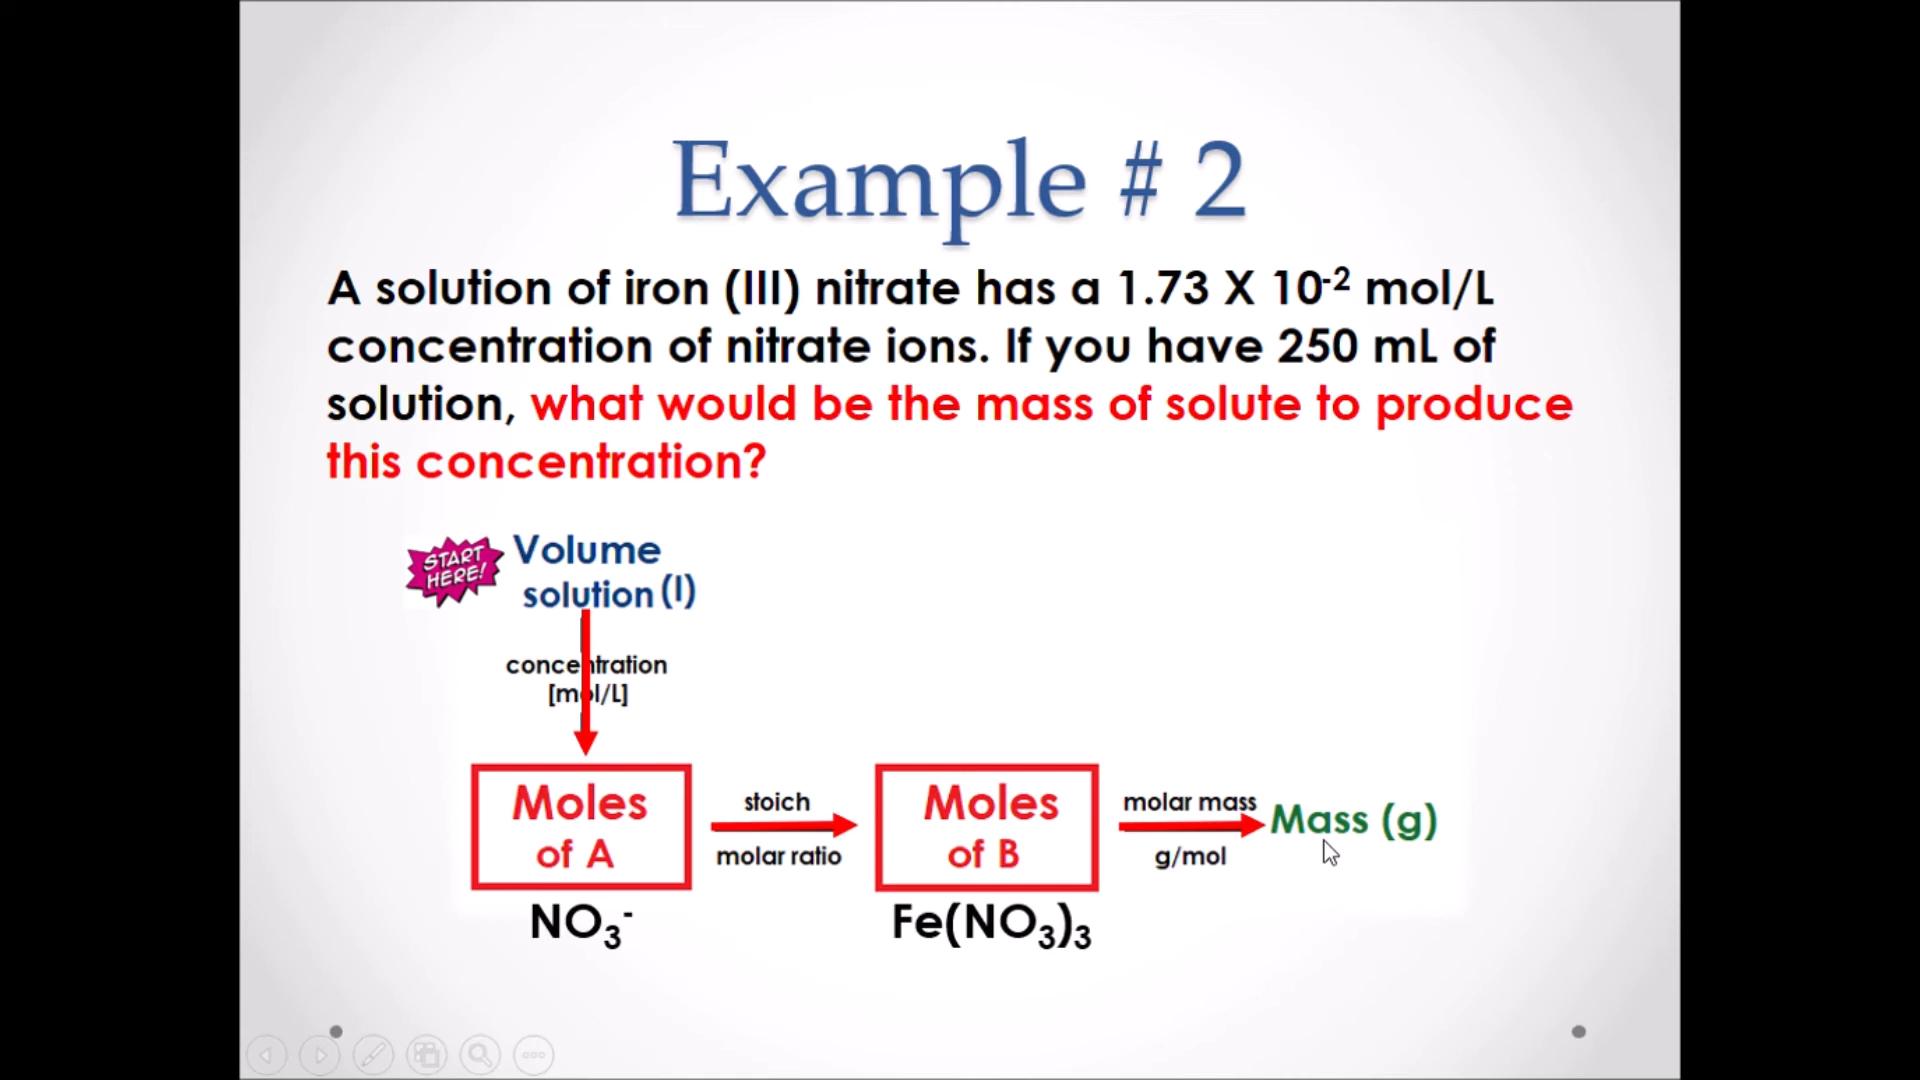 Example # 2
A solution of iron (III) nitrate has a 1.73 X 10⁻² mol/L
concentration of nitrate ions. If you have 250 mL of
solution, what would be the mass of solute to produce
this concentration?
START
HERE!
Volume
solution (l)
concentration
[mol/L]
Moles
of A
stoich
molar ratio
Moles
of B
molar mass
g/mol
Mass (g)
NO₃⁻
Fe(NO₃)₃